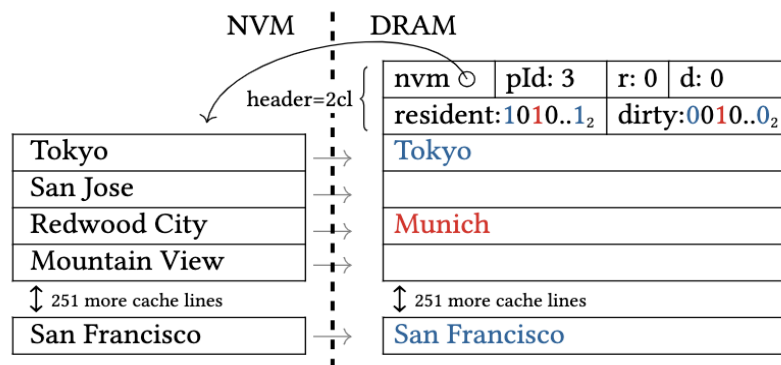 NVM DRAM
nvm pId: 3 r: 0 d: 0
header=2cl
resident:1010..1₂ dirty:0010..0₂
Tokyo Tokyo
San Jose
Redwood City Munich
Mountain View
251 more cache lines 251 more cache lines
San Francisco San Francisco